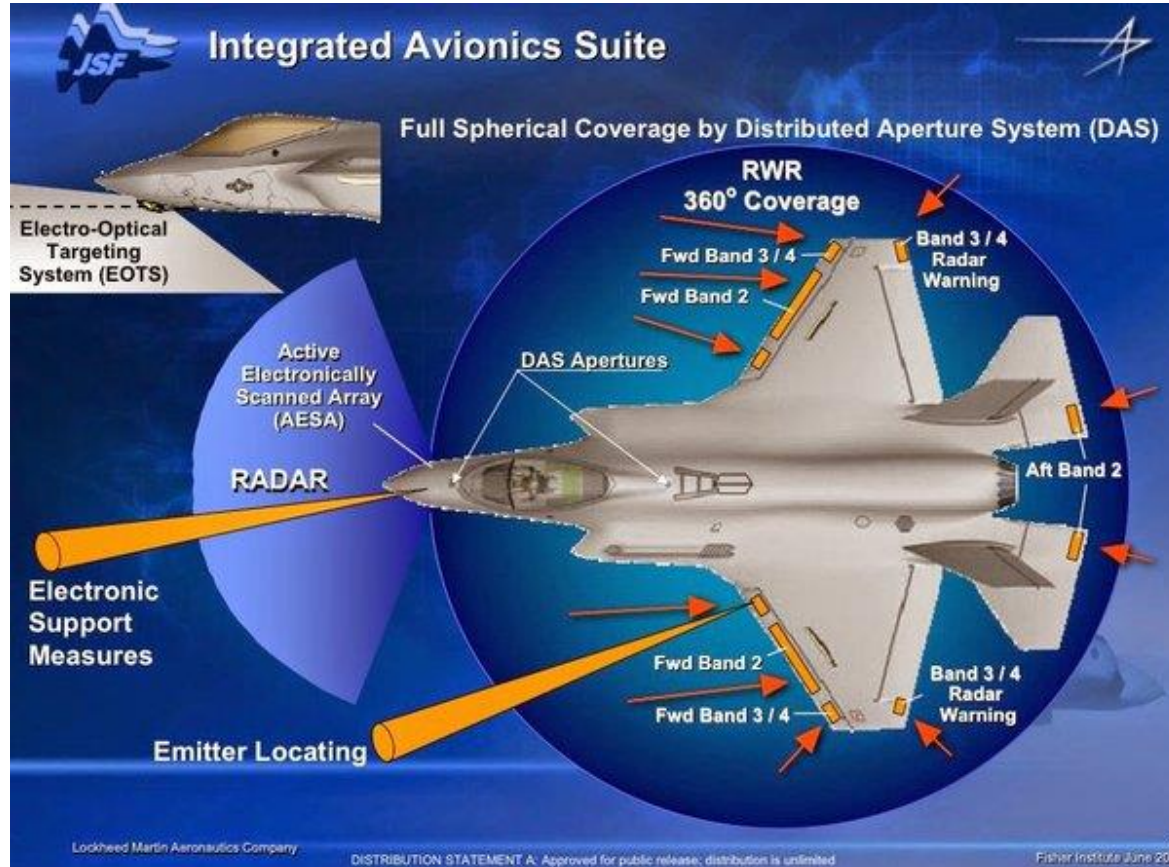 JSF
Integrated Avionics Suite
Full Spherical Coverage by Distributed Aperture System (DAS)
RWR
360° Coverage
Electro-Optical
Targeting
System (EOTS)
Fwd Band 3 / 4
Band 3 / 4
Radar
Warning
Fwd Band 2
Active
Electronically
Scanned Array
(AESA)
DAS Apertures
RADAR
Aft Band 2
Electronic
Support
Measures
Fwd Band 2
Fwd Band 3 / 4
Band 3 / 4
Radar
Warning
Emitter Locating
Lockheed Martin Aeronautics Company
DISTRIBUTION STATEMENT A: Approved for public release; distribution is unlimited
Fisher Institute June